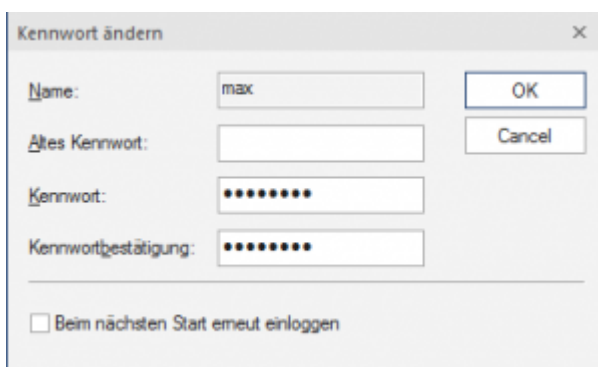 Kennwort ändern
Name: max OK
Altes Kennwort: Cancel
Kennwort: ●●●●●●●●
Kennwortbestätigung: ●●●●●●●●
Beim nächsten Start erneut einloggen